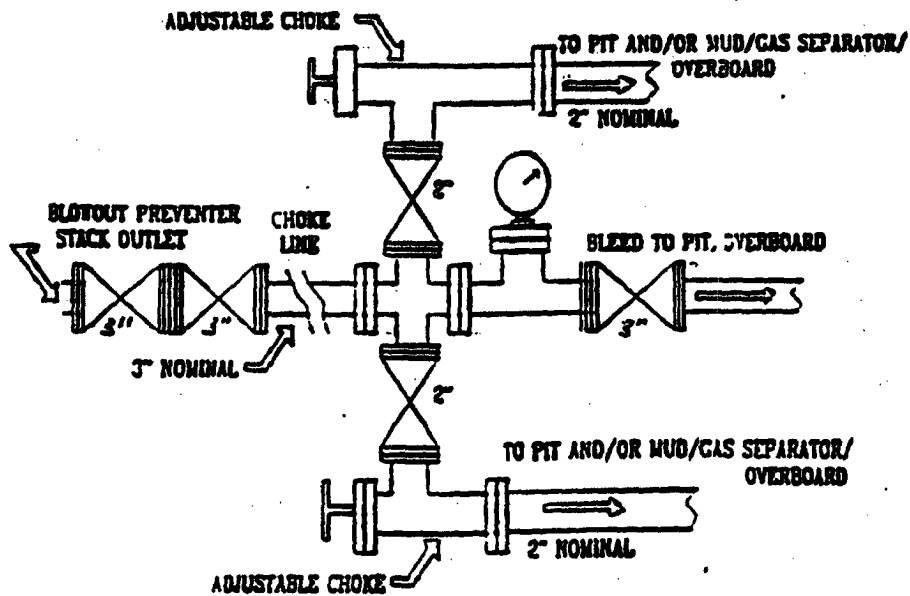 ADJUSTABLE CHOKE
TO PIT AND/OR MUD/GAS SEPARATOR/
OVERBOARD
2" NOMINAL
2"
BLOWOUT PREVENTER
STACK OUTLET
CHOKE
LINE
BLEED TO PIT, OVERBOARD
3"
3"
3"
3" NOMINAL
2"
TO PIT AND/OR MUD/GAS SEPARATOR/
OVERBOARD
2" NOMINAL
ADJUSTABLE CHOKE